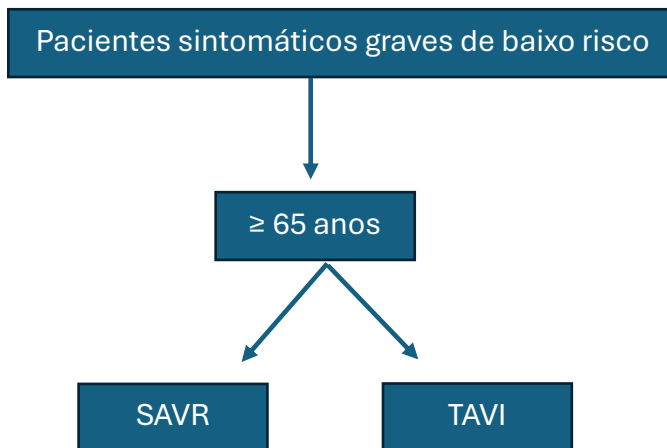 Pacientes sintomáticos graves de baixo risco
≥ 65 anos
SAVR
TAVI